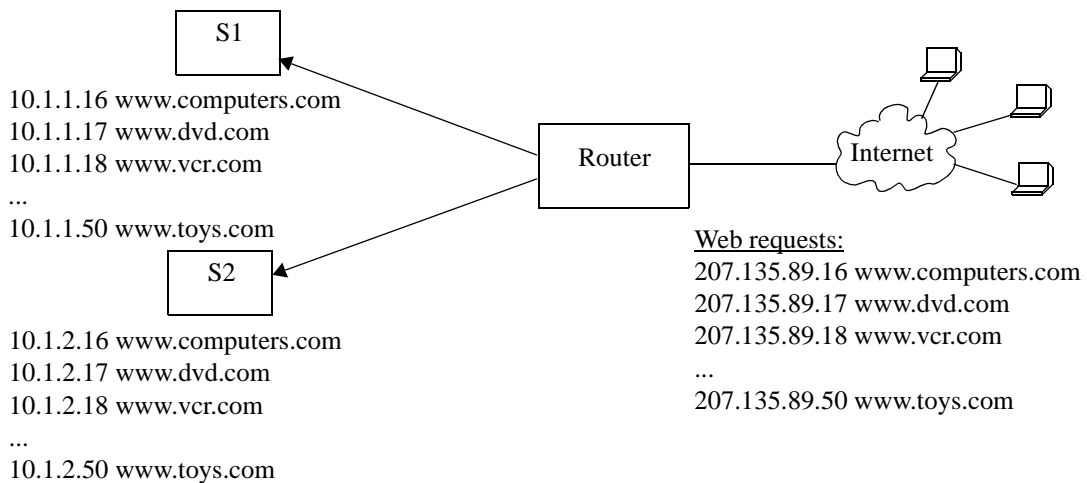 S1
10.1.1.16 www.computers.com
10.1.1.17 www.dvd.com
10.1.1.18 www.vcr.com
...
10.1.1.50 www.toys.com
S2
10.1.2.16 www.computers.com
10.1.2.17 www.dvd.com
10.1.2.18 www.vcr.com
...
10.1.2.50 www.toys.com
Router
Internet
Web requests:
207.135.89.16 www.computers.com
207.135.89.17 www.dvd.com
207.135.89.18 www.vcr.com
...
207.135.89.50 www.toys.com